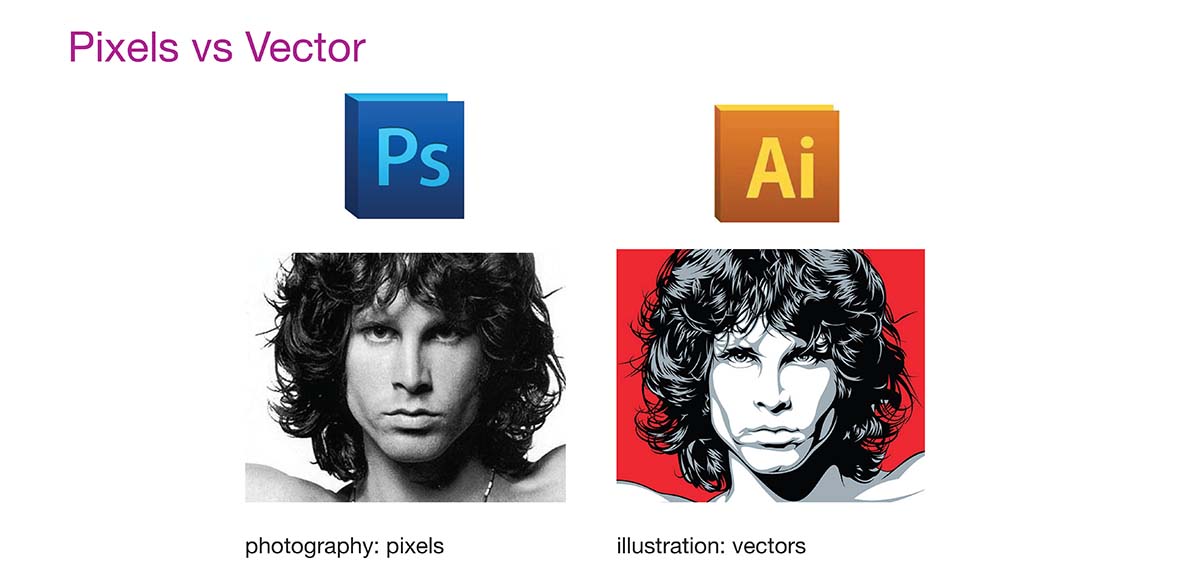 Pixels vs Vector
Ps
Ai
photography: pixels
illustration: vectors